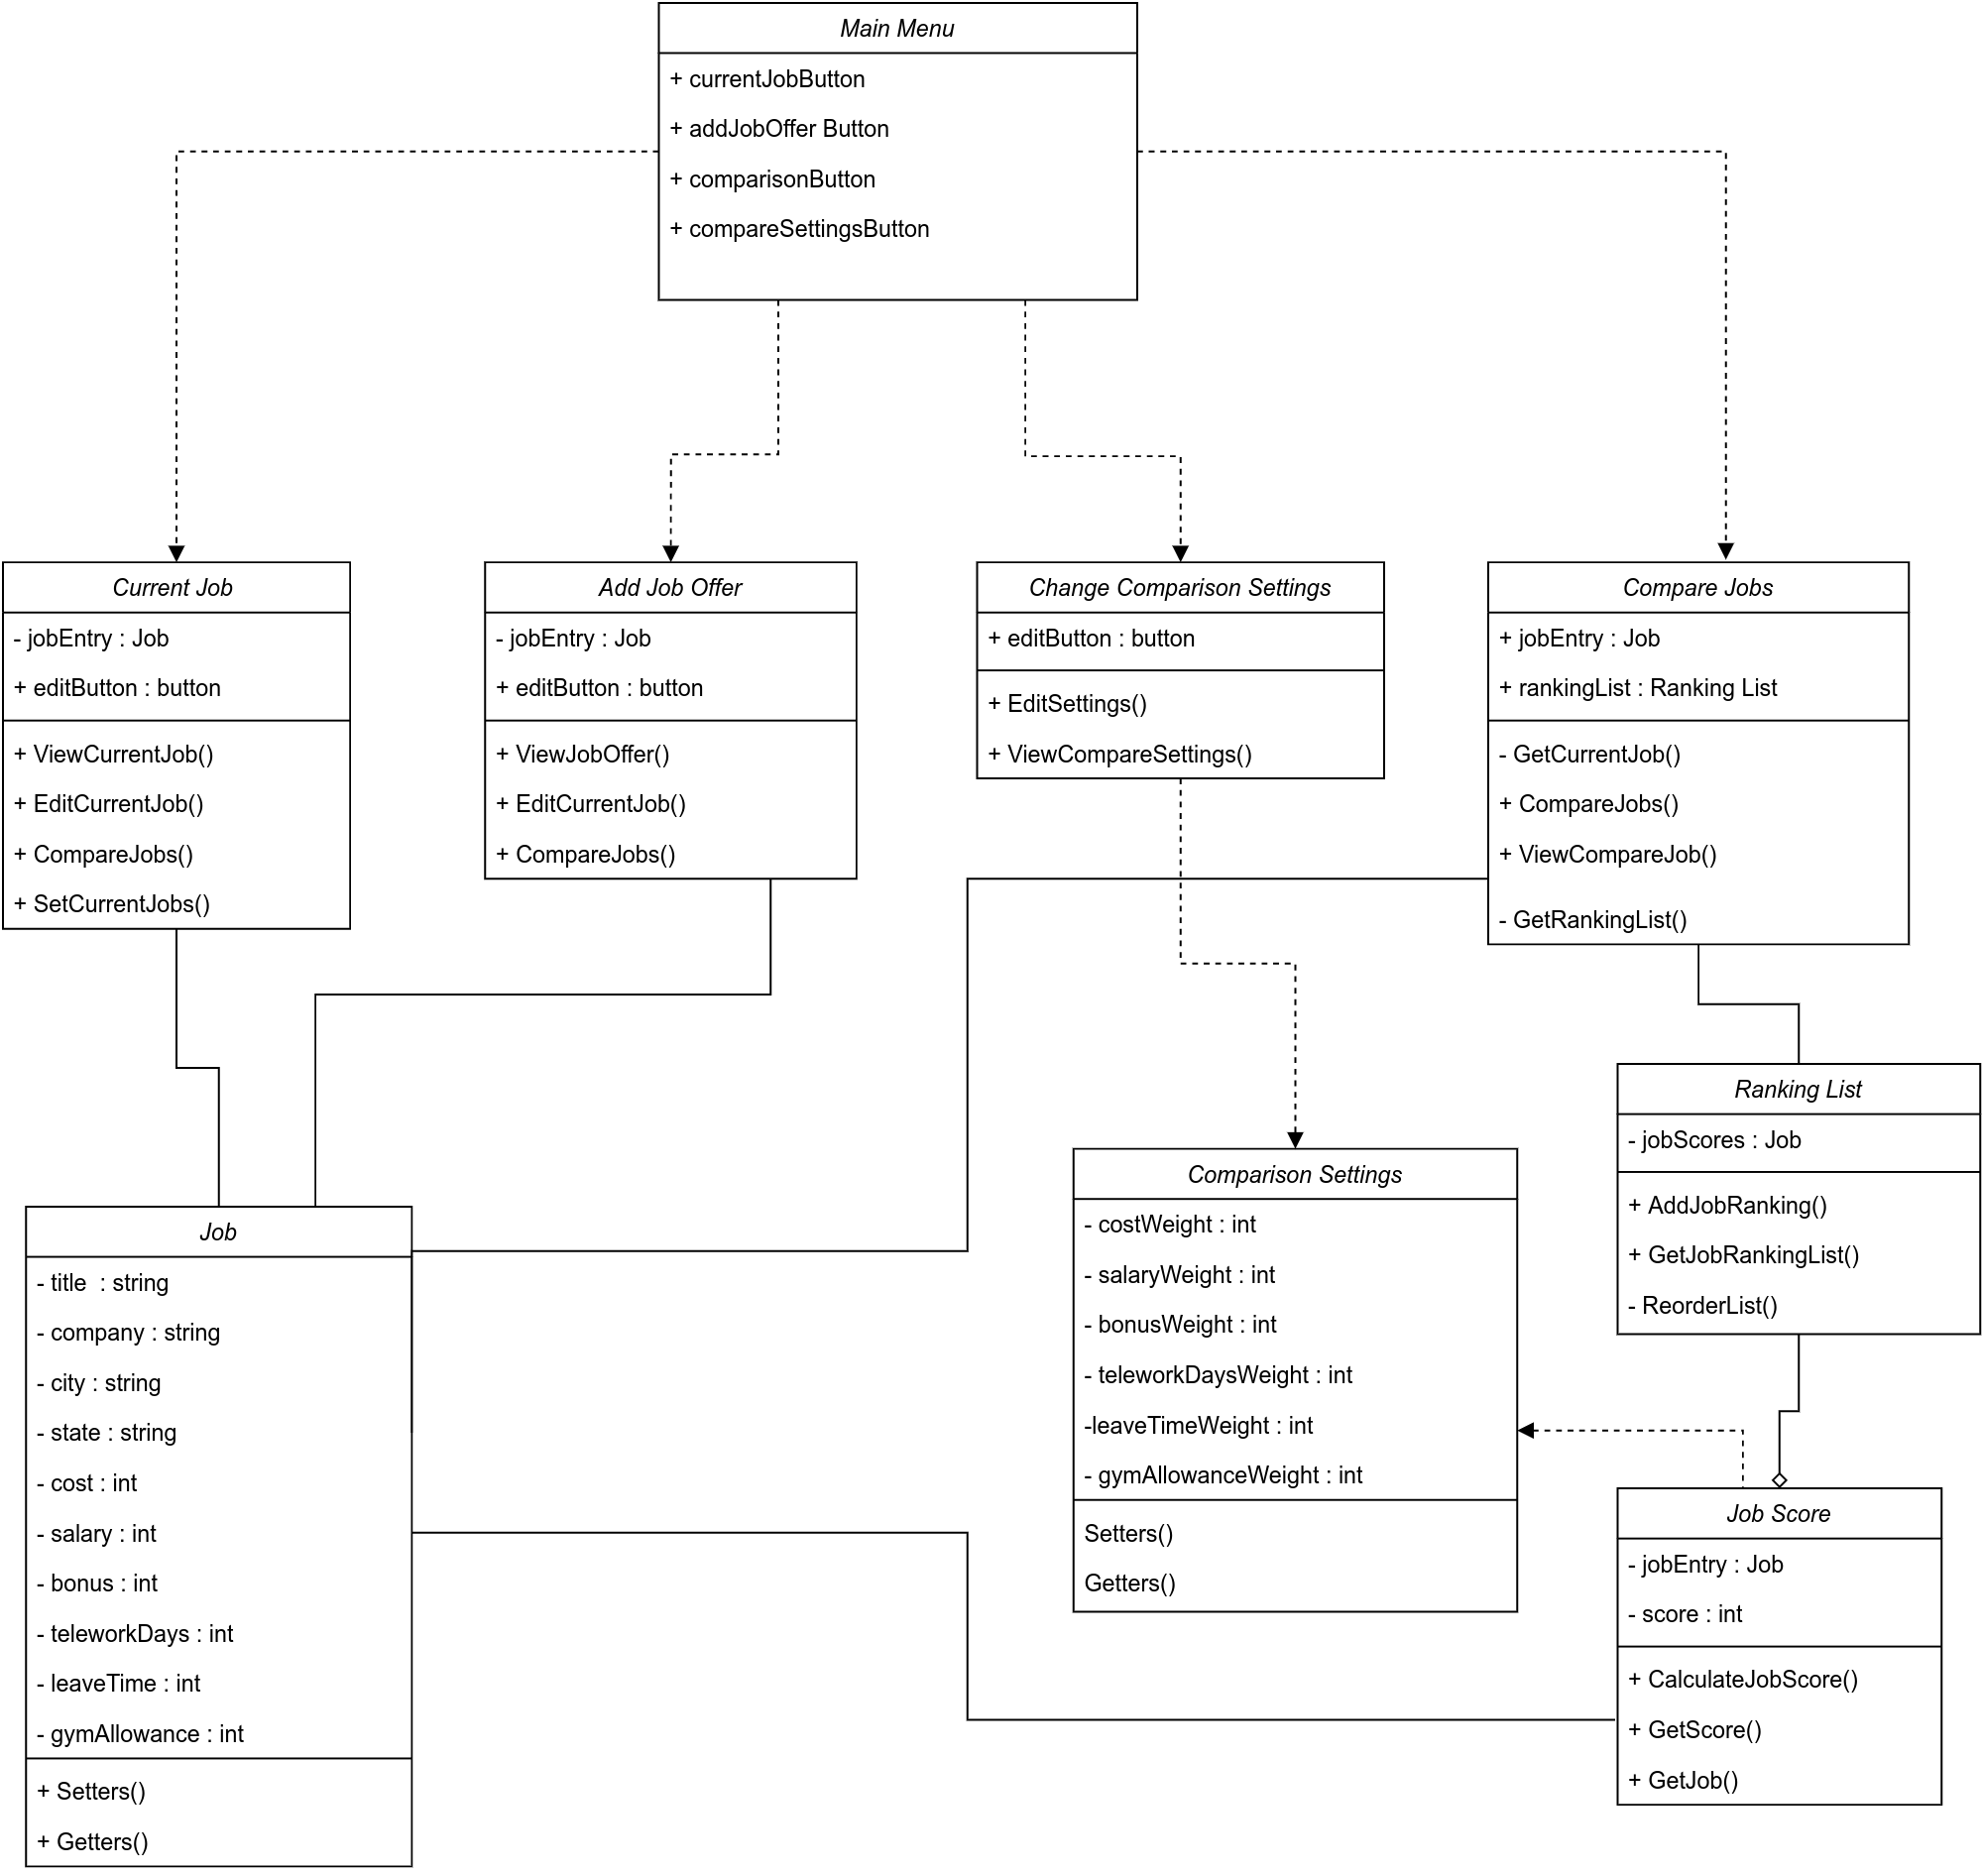 Main Menu
+ currentJobButton
+ addJobOffer Button
+ comparisonButton
+ compareSettingsButton
Current Job
- jobEntry : Job
+ editButton : button
+ ViewCurrentJob()
+ EditCurrentJob()
+ CompareJobs()
+ SetCurrentJobs()
Add Job Offer
- jobEntry : Job
+ editButton : button
+ ViewJobOffer()
+ EditCurrentJob()
+ CompareJobs()
Change Comparison Settings
+ editButton : button
+ EditSettings()
+ ViewCompareSettings()
Compare Jobs
+ jobEntry : Job
+ rankingList : Ranking List
- GetCurrentJob()
+ CompareJobs()
+ ViewCompareJob()
- GetRankingList()
Job
- title  : string
- company : string
- city : string
- state : string
- cost : int
- salary : int
- bonus : int
- teleworkDays : int
- leaveTime : int
- gymAllowance : int
+ Setters()
+ Getters()
Comparison Settings
- costWeight : int
- salaryWeight : int
- bonusWeight : int
- teleworkDaysWeight : int
-leaveTimeWeight : int
- gymAllowanceWeight : int
Setters()
Getters()
Ranking List
- jobScores : Job
+ AddJobRanking()
+ GetJobRankingList()
- ReorderList()
Job Score
- jobEntry : Job
- score : int
+ CalculateJobScore()
+ GetScore()
+ GetJob()